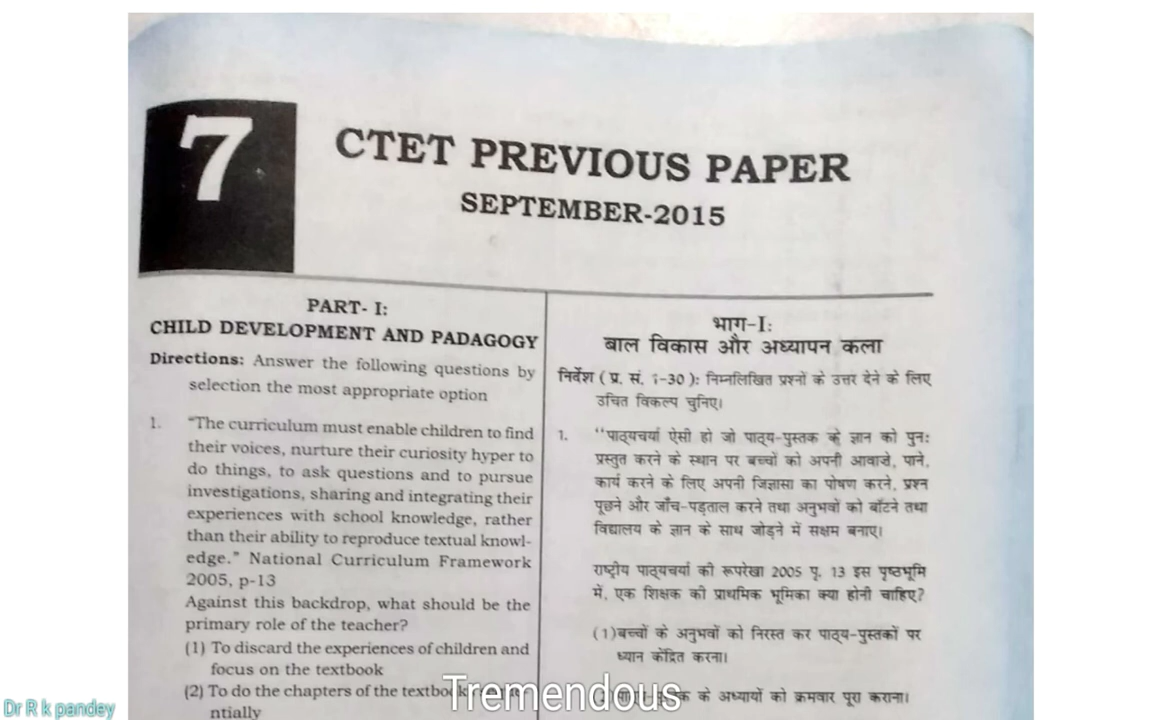 7
CTET PREVIOUS PAPER
SEPTEMBER-2015
PART- I:
CHILD DEVELOPMENT AND PADAGOGY
Directions: Answer the following questions by
selection the most appropriate option
1. "The curriculum must enable children to find
their voices, nurture their curiosity hyper to
do things, to ask questions and to pursue
investigations, sharing and integrating their
experiences with school knowledge, rather
than their ability to reproduce textual knowl-
edge." National Curriculum Framework
2005, p-13
Against this backdrop, what should be the
primary role of the teacher?
(1) To discard the experiences of children and
focus on the textbook
(2) To do the chapters of the
ntially
भाग-I:
बाल विकास और अध्यापन कला
निर्देश ( प्र. सं. 1-30 ): निम्नलिखित प्रश्नों के उत्तर देने के लिए
उचित विकल्प चुनिए।
1. "पाठ्यचर्या ऐसी हो जो पाठ्य-पुस्तक के ज्ञान को पुनः
प्रस्तुत करने के स्थान पर बच्चों को अपनी आवाजें, पाने,
कार्य करने के लिए अपनी जिज्ञासा का पोषण करने, प्रश्न
पूछने और जाँच-पड़ताल करने तथा अनुभवों को बाँटने तथा
विद्यालय के ज्ञान के साथ जोड़ने में सक्षम बनाए।
राष्ट्रीय पाठ्यचर्या की रूपरेखा 2005 पृ. 13 इस पृष्ठभूमि
में, एक शिक्षक की प्राथमिक भूमिका क्या होनी चाहिए?
(1) बच्चों के अनुभवों को निरस्त कर पाठ्य-पुस्तकों पर
ध्यान केंद्रित करना।
के अध्यायों को क्रमवार पूरा कराना।
Tremendous
Dr R k pandey